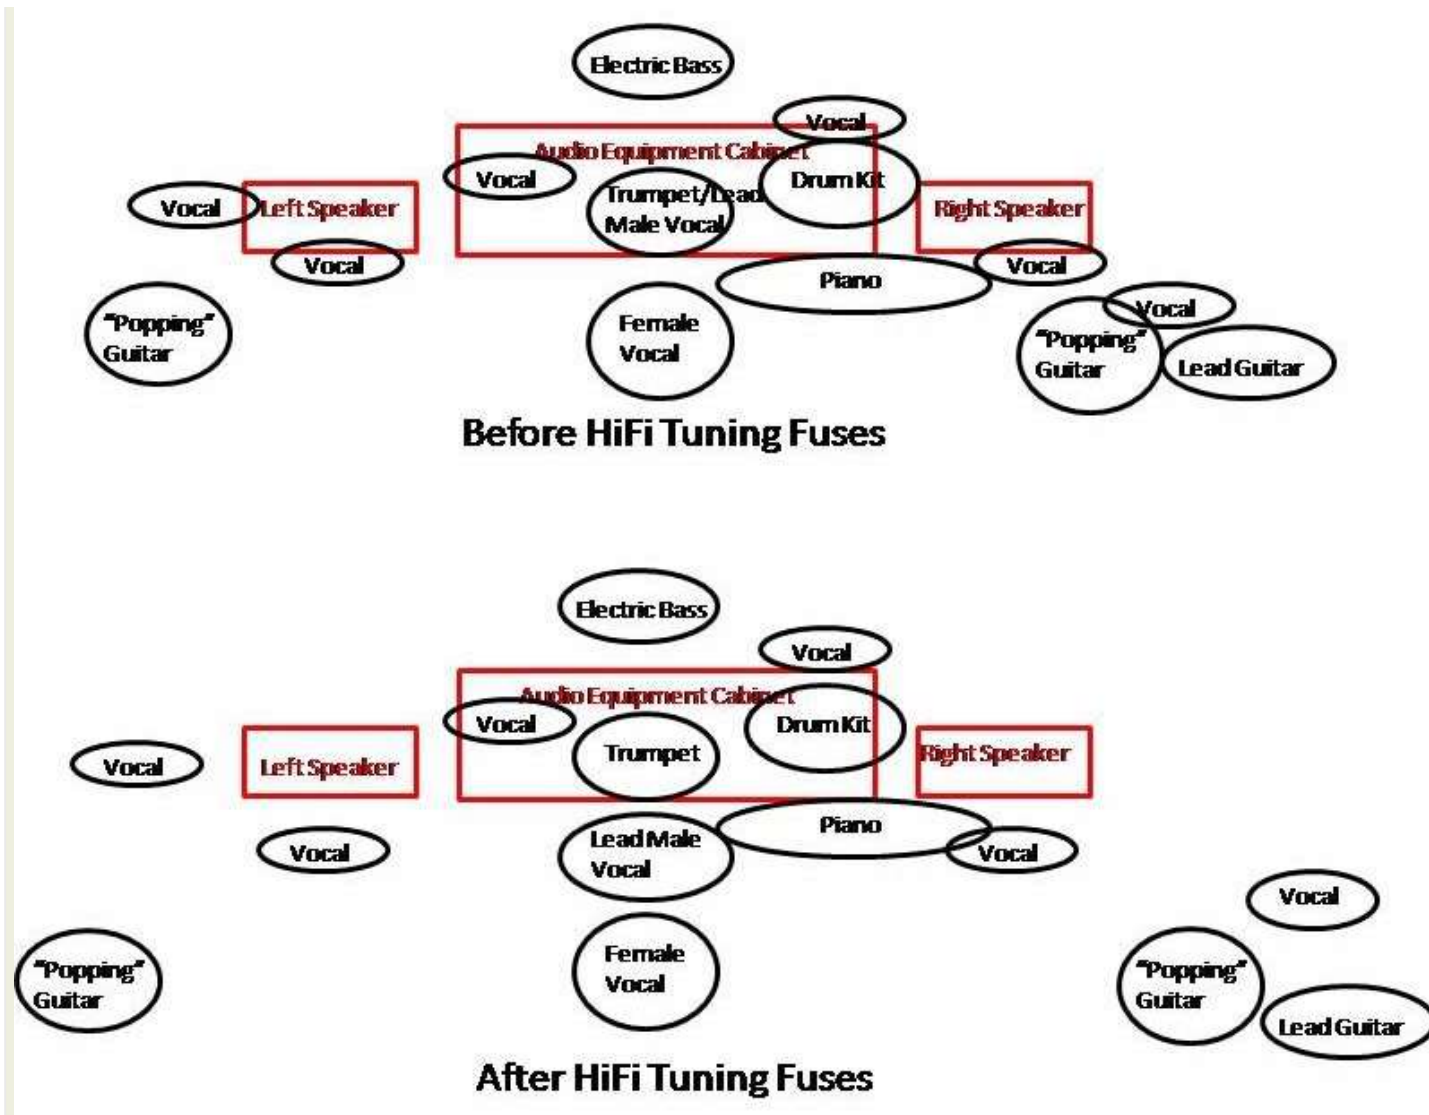 Electric Bass
Vocal
Audio Equipment Cabinet
Vocal
Drum Kit
Trumpet/Lead
Male Vocal
Vocal
Left Speaker
Right Speaker
Vocal
Vocal
Piano
Vocal
"Popping"
Guitar
Female
Vocal
"Popping"
Guitar
Lead Guitar
Before HiFi Tuning Fuses
Electric Bass
Vocal
Audio Equipment Cabinet
Vocal
Drum Kit
Trumpet
Right Speaker
Vocal
Left Speaker
Piano
Lead Male
Vocal
Vocal
Vocal
Vocal
Female
Vocal
"Popping"
Guitar
"Popping"
Guitar
Lead Guitar
After HiFi Tuning Fuses